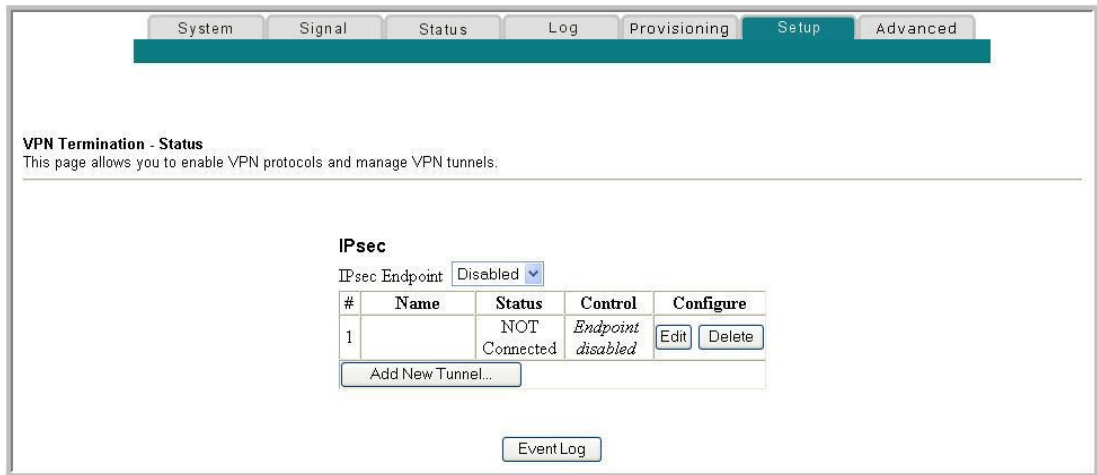 System Signal Status Log Provisioning Setup Advanced
VPN Termination - Status
This page allows you to enable VPN protocols and manage VPN tunnels.
IPsec
IPsec Endpoint Disabled
# Name Status Control Configure
1 NOT Connected Endpoint disabled Edit Delete
Add New Tunnel...
Event Log